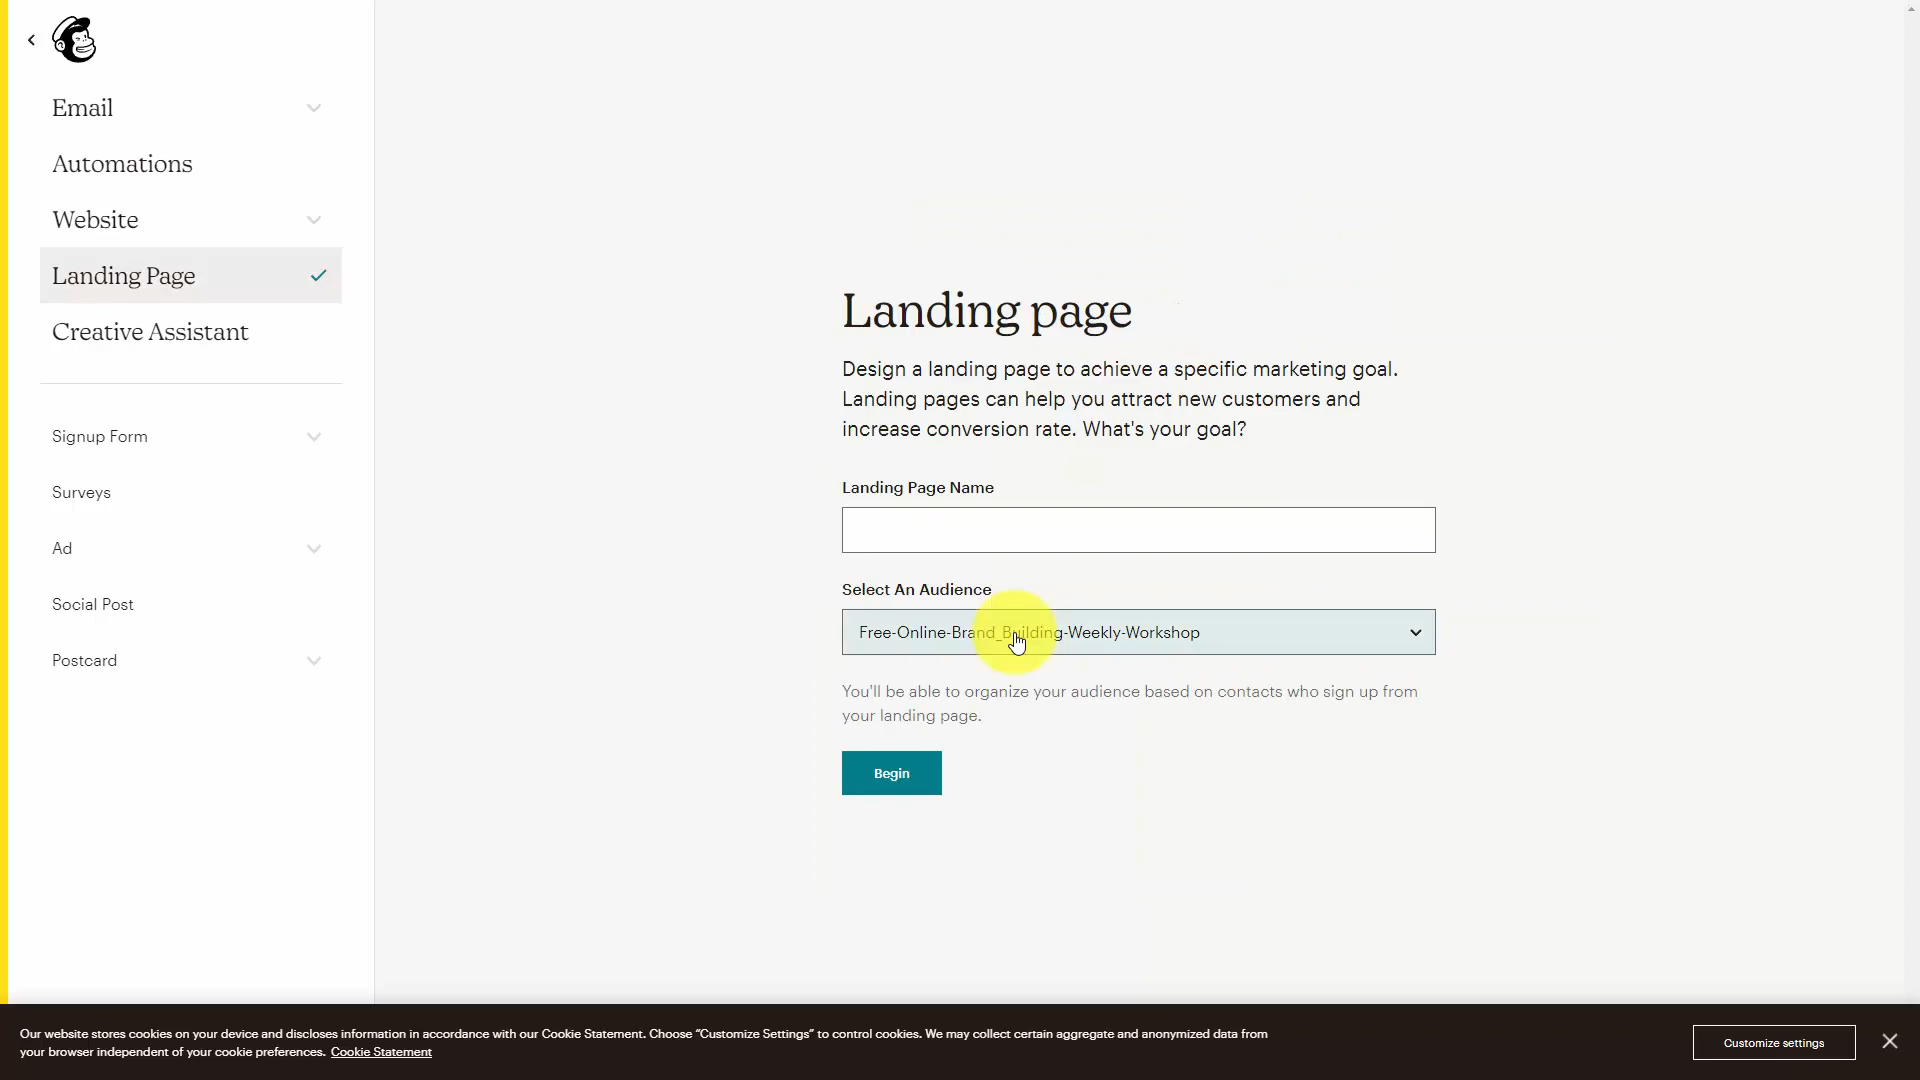 Email
Automations
Website
Landing Page
Creative Assistant
Signup Form
Surveys
Ad
Social Post
Postcard
Landing page
Design a landing page to achieve a specific marketing goal.
Landing pages can help you attract new customers and
increase conversion rate. What's your goal?
Landing Page Name
Select An Audience
Free-Online-Brand_Building-Weekly-Workshop
You'll be able to organize your audience based on contacts who sign up from
your landing page.
Begin
Our website stores cookies on your device and discloses information in accordance with our Cookie Statement. Choose “Customize Settings” to control cookies. We may collect certain aggregate and anonymized data from
your browser independent of your cookie preferences. Cookie Statement
Customize settings